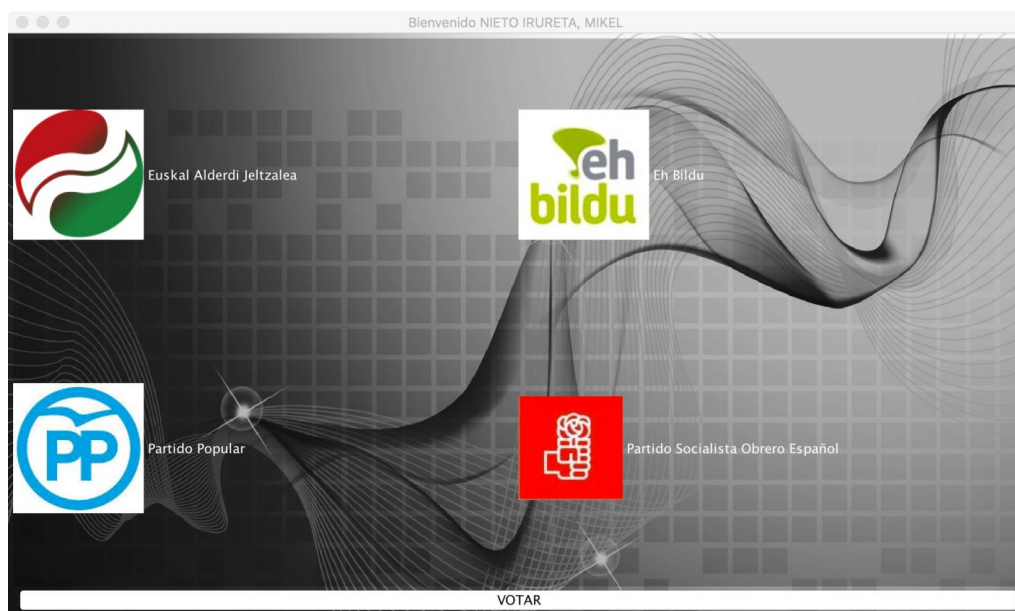 Bienvenido NIETO IRURETA, MIKEL
Euskal Alderdi Jeltzalea
eh
bildu
Eh Bildu
PP
Partido Popular
Partido Socialista Obrero Español
VOTAR